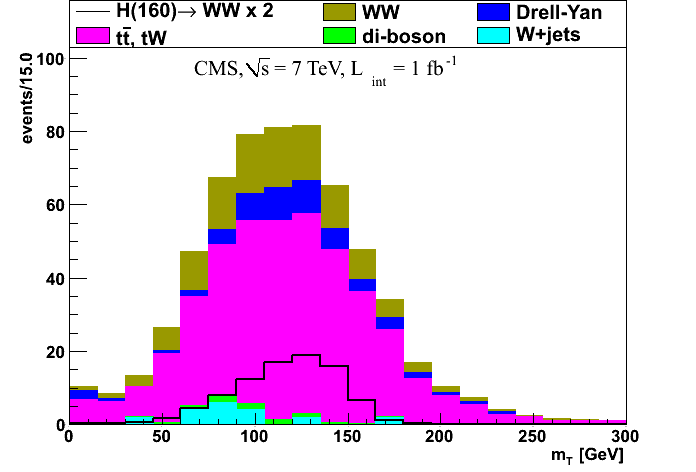 H(160)→ WW x 2 WW Drell-Yan
tt̅, tW di-boson W+jets
CMS, √s = 7 TeV, L int = 1 fb⁻¹
events/15.0
100
80
60
40
20
0
0 50 100 150 200 250 300
m_T [GeV]